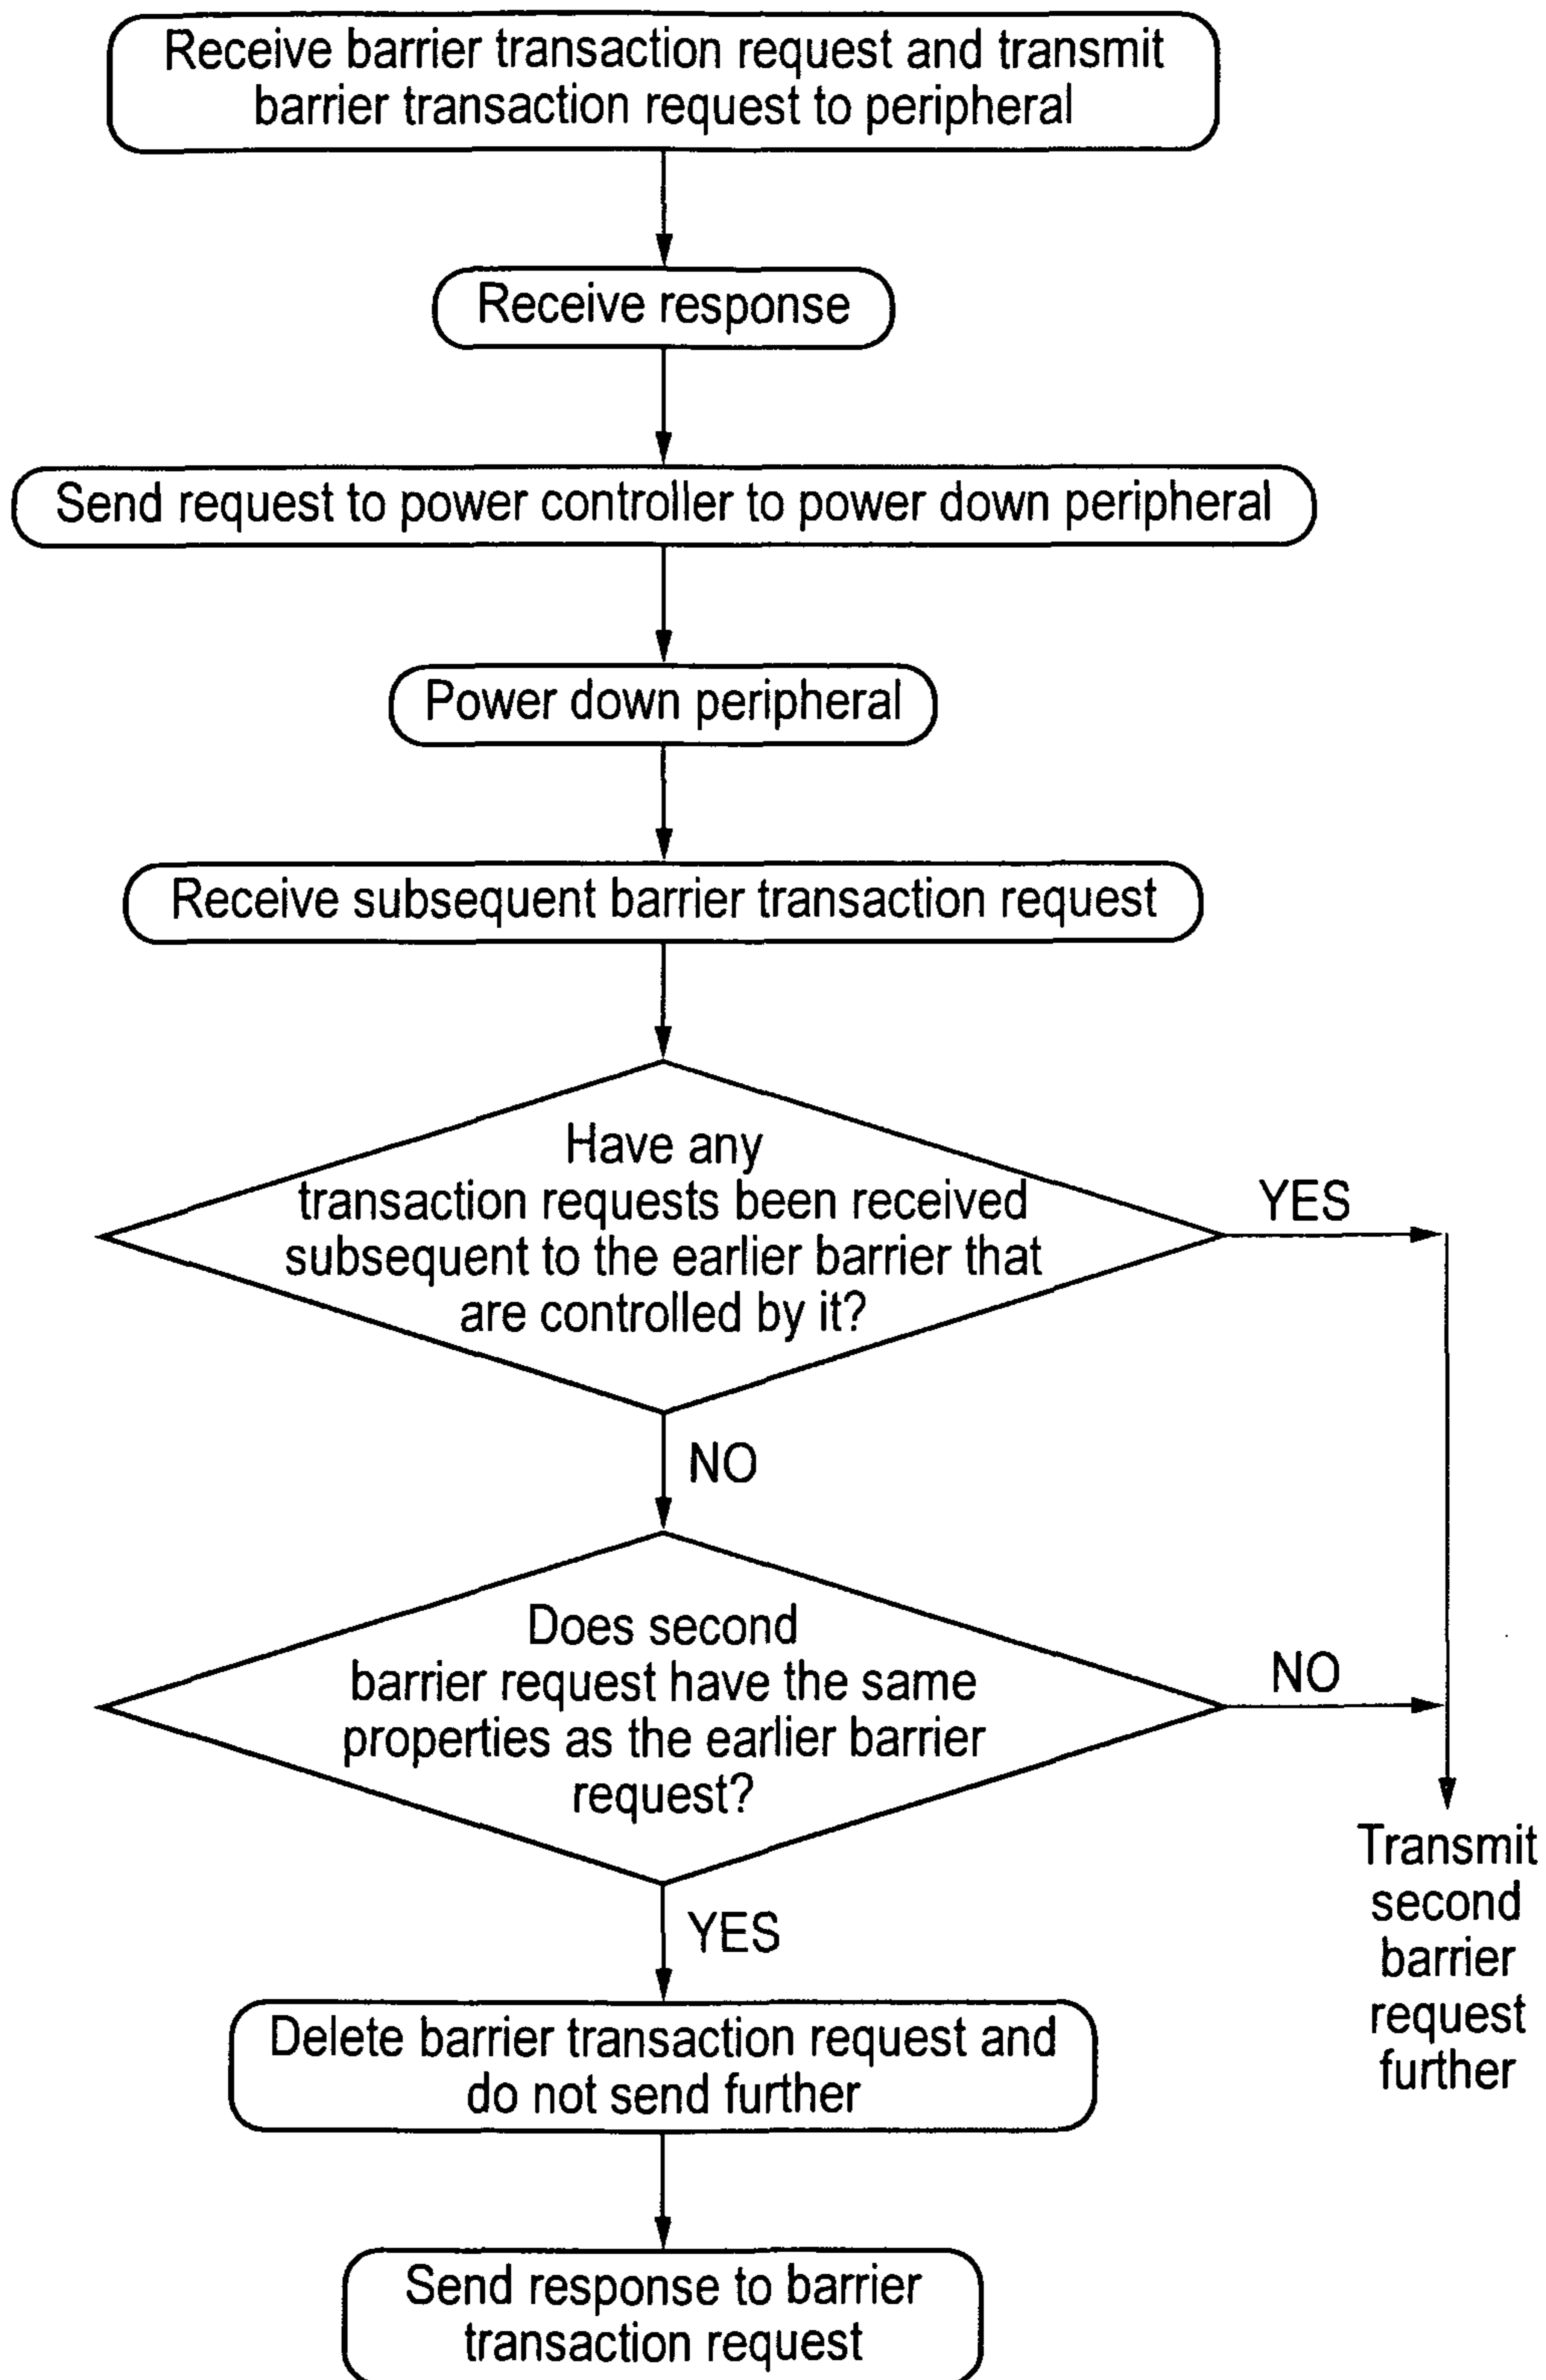 Receive barrier transaction request and transmit
barrier transaction request to peripheral
Receive response
Send request to power controller to power down peripheral
Power down peripheral
Receive subsequent barrier transaction request
Have any
transaction requests been received
subsequent to the earlier barrier that
are controlled by it?
YES
NO
Does second
barrier request have the same
properties as the earlier barrier
request?
NO
YES
Transmit
second
barrier
request
further
Delete barrier transaction request and
do not send further
Send response to barrier
transaction request